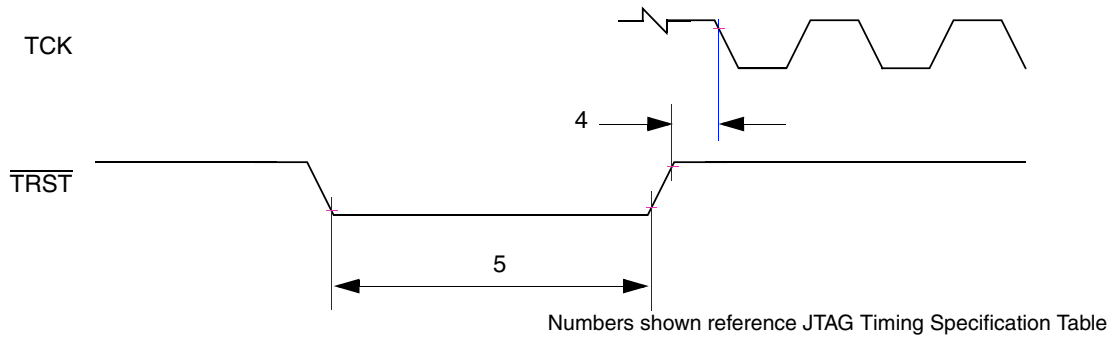 TCK
4
TRST
5
Numbers shown reference JTAG Timing Specification Table